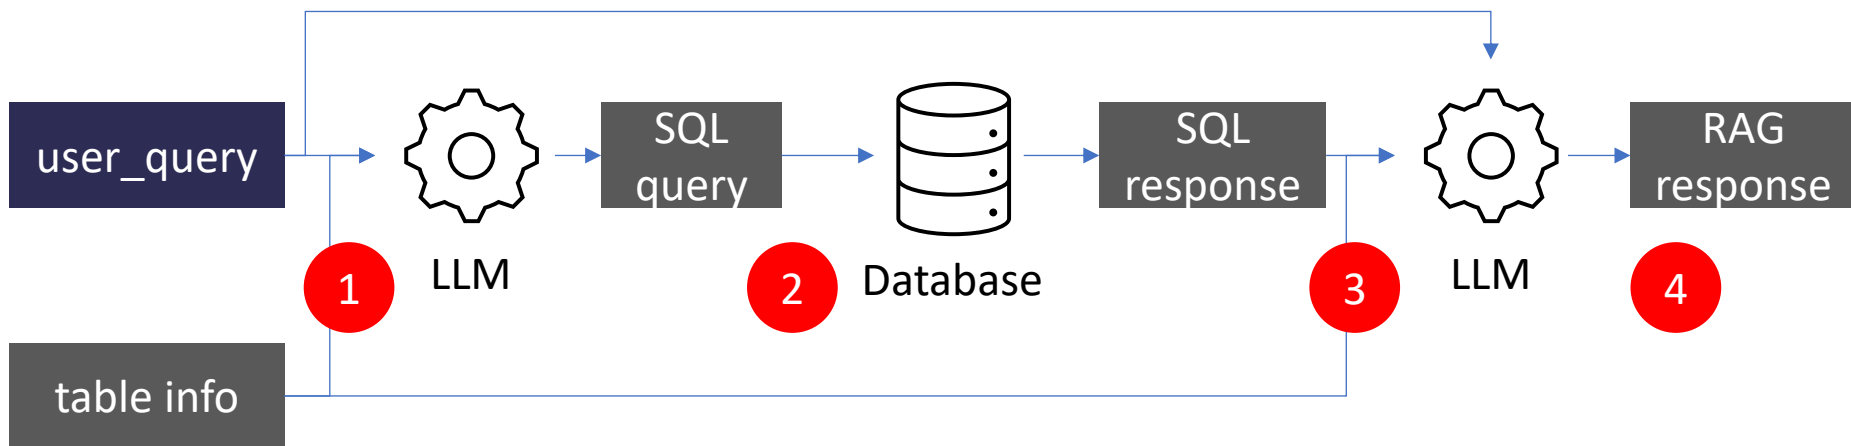 user_query
SQL
query
SQL
response
RAG
response
LLM
Database
LLM
1
2
3
4
table info